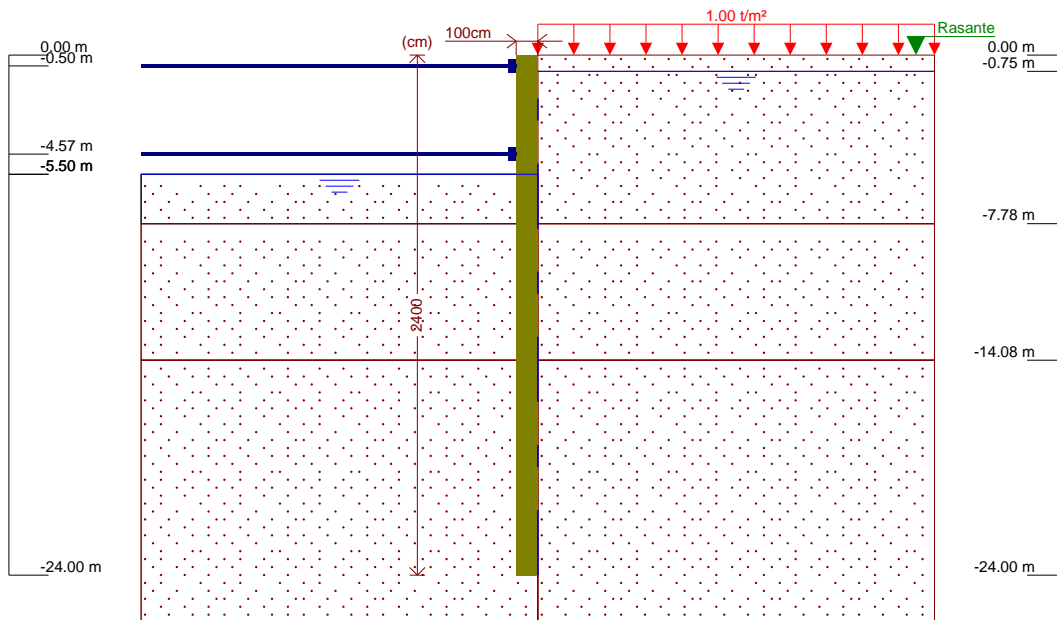 1.00 t/m²
100cm
Rasante
(cm)
0.00 m
0.00 m
-0.50 m
-0.75 m
-4.57 m
-5.50 m
-7.78 m
2400
-14.08 m
-24.00 m
-24.00 m